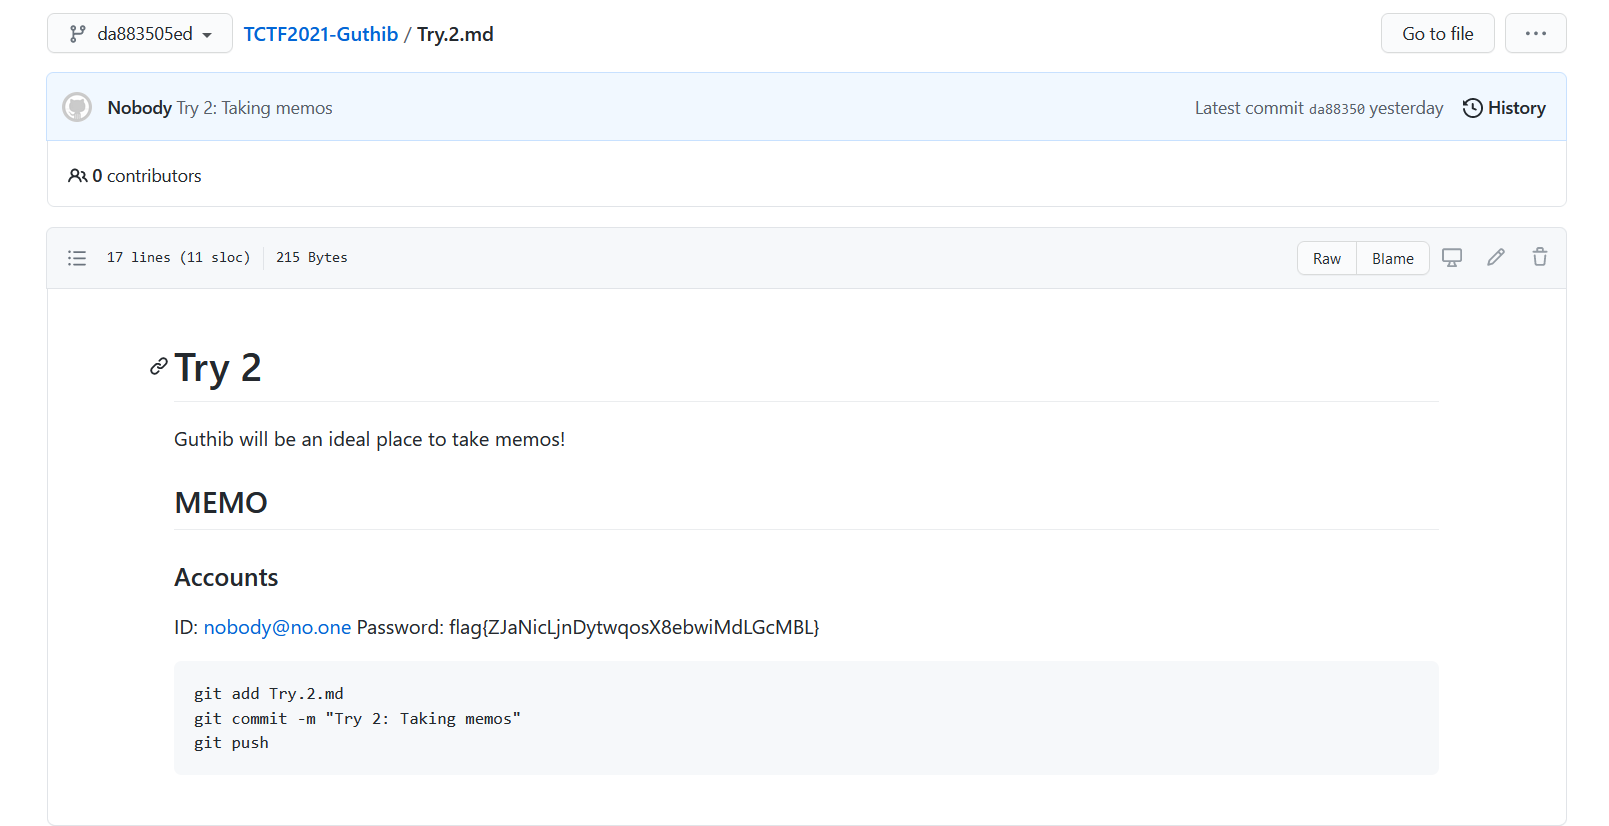 da883505ed TCTF2021-Guthib / Try.2.md Go to file ...
Nobody Try 2: Taking memos Latest commit da88350 yesterday History
0 contributors
17 lines (11 sloc) 215 Bytes Raw Blame
Try 2
Guthib will be an ideal place to take memos!
MEMO
Accounts
ID: nobody@no.one Password: flag{ZJaNicLjnDytwqosX8ebwiMdLGcMBL}
git add Try.2.md
git commit -m "Try 2: Taking memos"
git push